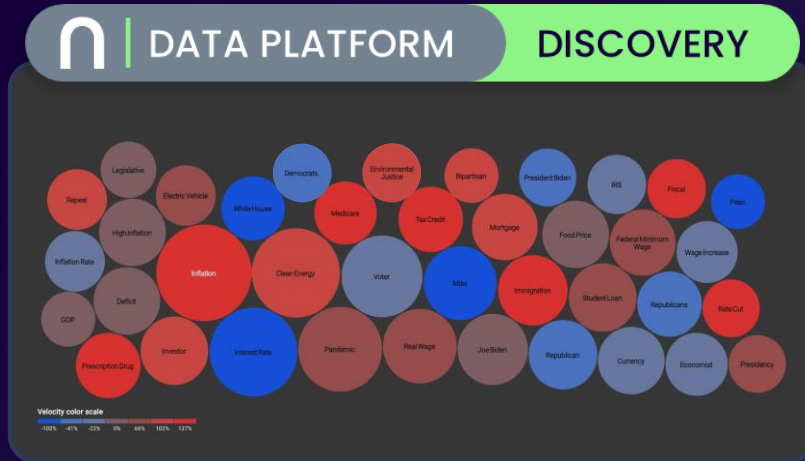 DATA PLATFORM
DISCOVERY
Legislative
Democrats
Environmental
Justice
Bipartisan
President Biden
IRS
Fiscal
Repeal
Electric Vehicle
White House
Medicare
Tax Credit
Mortgage
Peso
High Inflation
Food Price
Federal Minimum
Wage
Wage Increase
Inflation Rate
Inflation
Clean Energy
Voter
Milei
Immigration
Student Loan
Republicans
Rate Cut
Deficit
GOP
Prescription Drug
Investor
Interest Rate
Pandemic
Real Wage
Joe Biden
Republican
Currency
Economist
Presidency
Velocity color scale
-100% -41% -22% 0% 66% 102% 137%